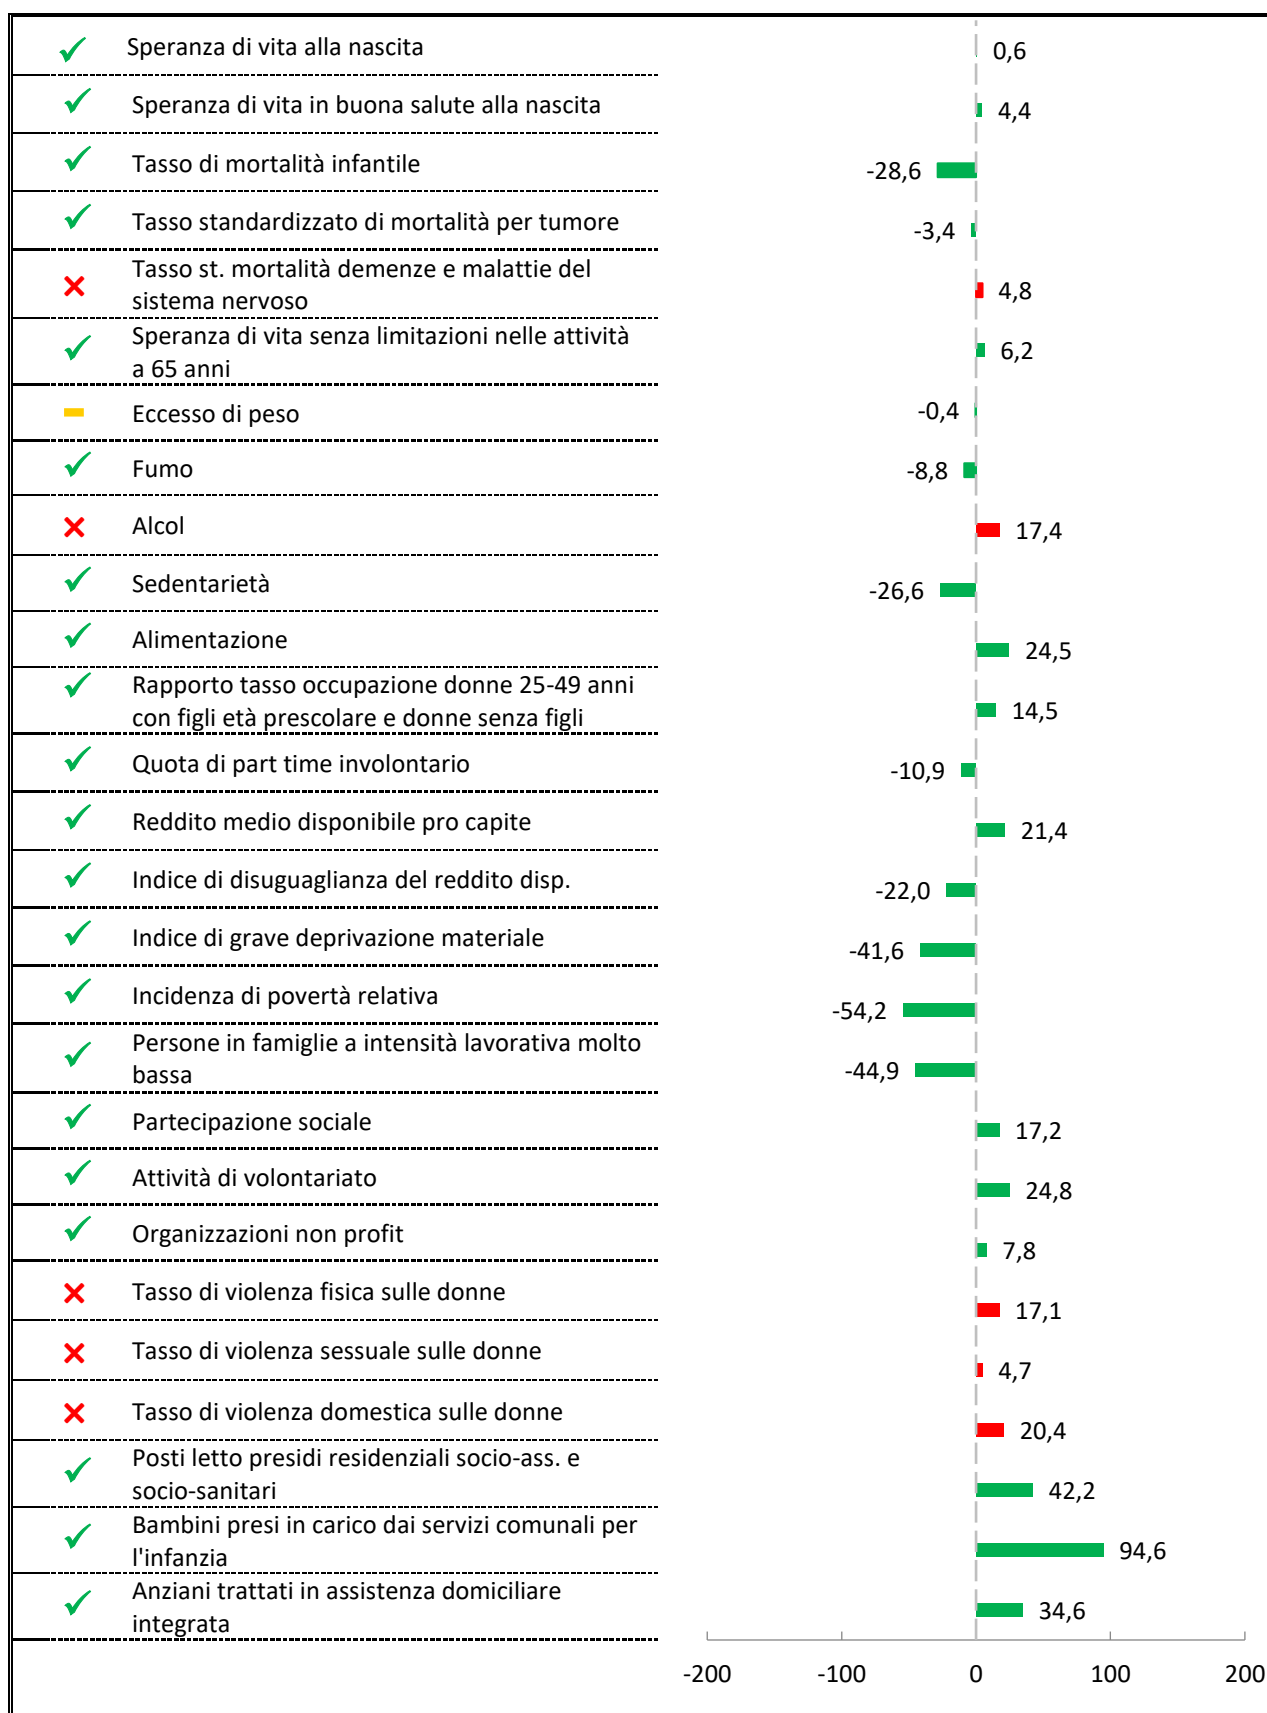 Speranza di vita alla nascita 0,6
Speranza di vita in buona salute alla nascita 4,4
Tasso di mortalità infantile -28,6
Tasso standardizzato di mortalità per tumore -3,4
Tasso st. mortalità demenze e malattie del
sistema nervoso 4,8
Speranza di vita senza limitazioni nelle attività
a 65 anni 6,2
Eccesso di peso -0,4
Fumo -8,8
Alcol 17,4
Sedentarietà -26,6
Alimentazione 24,5
Rapporto tasso occupazione donne 25-49 anni
con figli età prescolare e donne senza figli 14,5
Quota di part time involontario -10,9
Reddito medio disponibile pro capite 21,4
Indice di disuguaglianza del reddito disp. -22,0
Indice di grave deprivazione materiale -41,6
Incidenza di povertà relativa -54,2
Persone in famiglie a intensità lavorativa molto
bassa -44,9
Partecipazione sociale 17,2
Attività di volontariato 24,8
Organizzazioni non profit 7,8
Tasso di violenza fisica sulle donne 17,1
Tasso di violenza sessuale sulle donne 4,7
Tasso di violenza domestica sulle donne 20,4
Posti letto presidi residenziali socio-ass. e
socio-sanitari 42,2
Bambini presi in carico dai servizi comunali per
l'infanzia 94,6
Anziani trattati in assistenza domiciliare
integrata 34,6
-200 -100 0 100 200